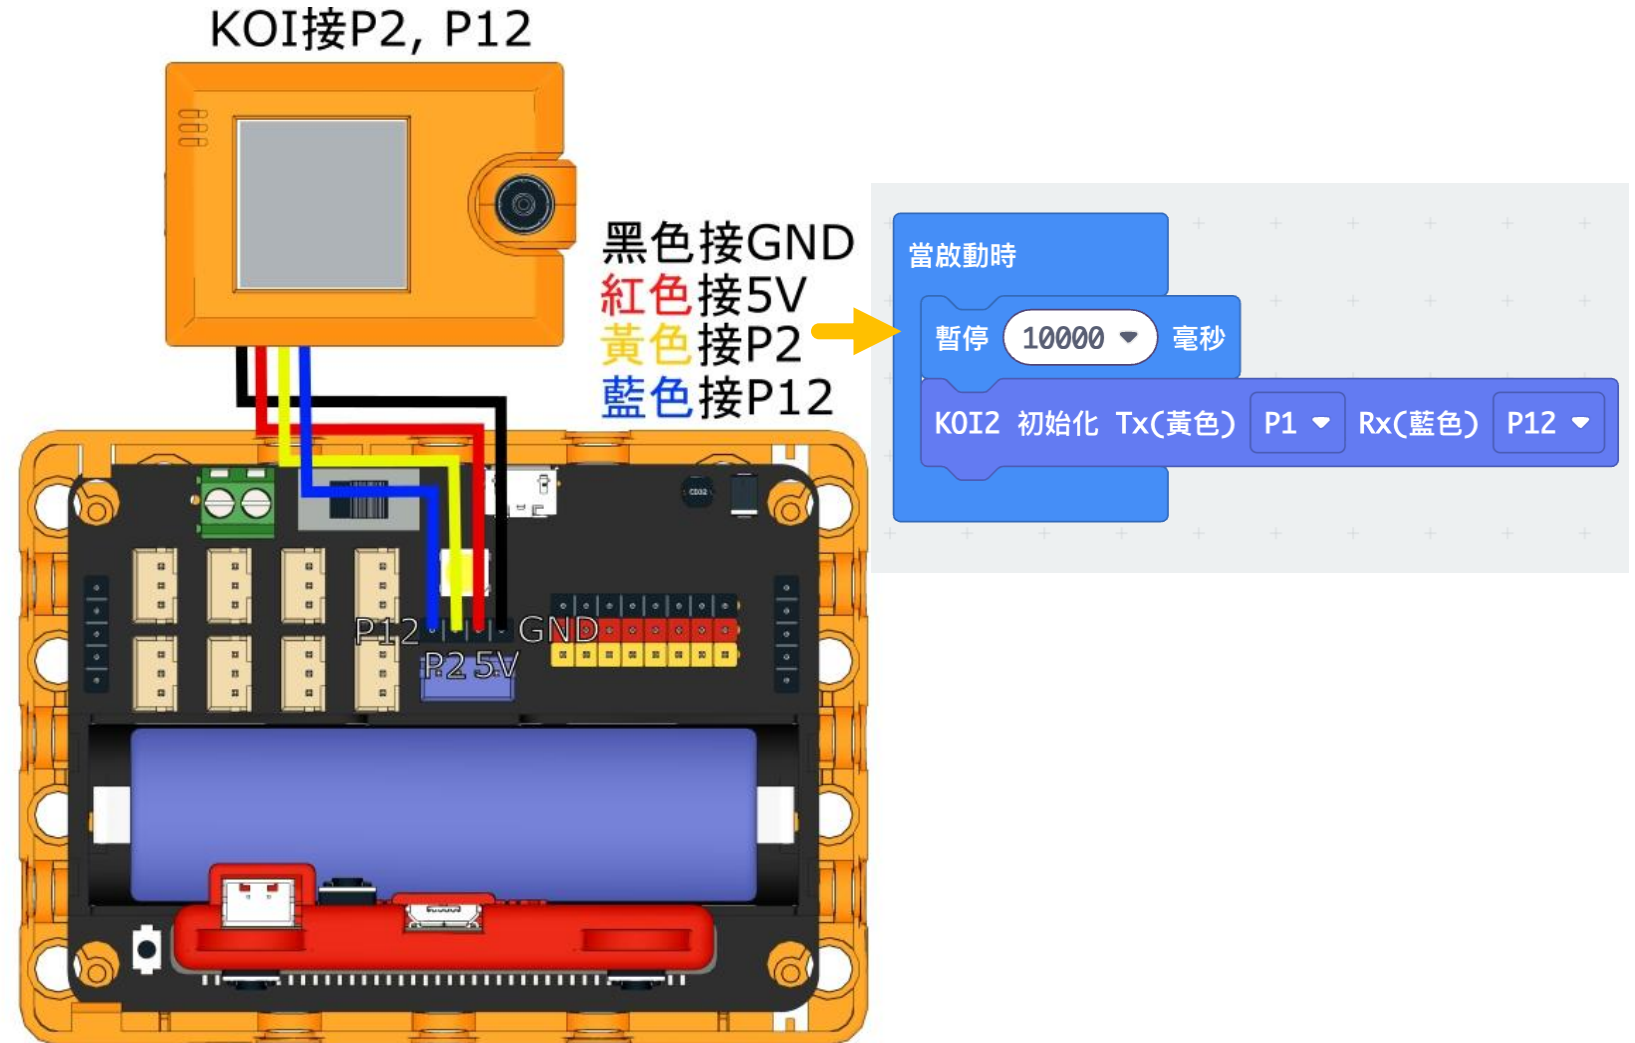 KOI接P2, P12
黑色接GND
紅色接5V
黃色接P2
藍色接P12
當啟動時
暫停 10000 毫秒
KOI2 初始化 Tx(黃色) P1 Rx(藍色) P12
CD32
P12 GND
P2 5V